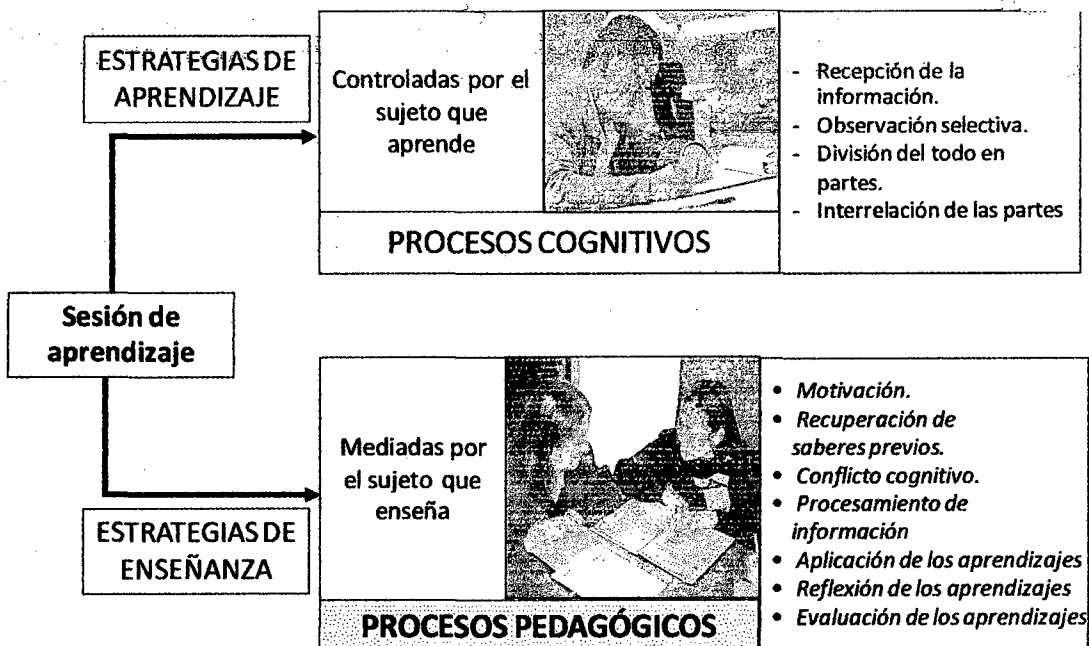 ESTRATEGIAS DE
APRENDIZAJE
Controladas por el
sujeto que
aprende
PROCESOS COGNITIVOS
- Recepción de la
información.
- Observación selectiva.
- División del todo en
partes.
- Interrelación de las partes
Sesión de
aprendizaje
ESTRATEGIAS DE
ENSEÑANZA
Mediadas por
el sujeto que
enseña
PROCESOS PEDAGÓGICOS
• Motivación.
• Recuperación de
saberes previos.
• Conflicto cognitivo.
• Procesamiento de
información
• Aplicación de los aprendizajes
• Reflexión de los aprendizajes
• Evaluación de los aprendizajes